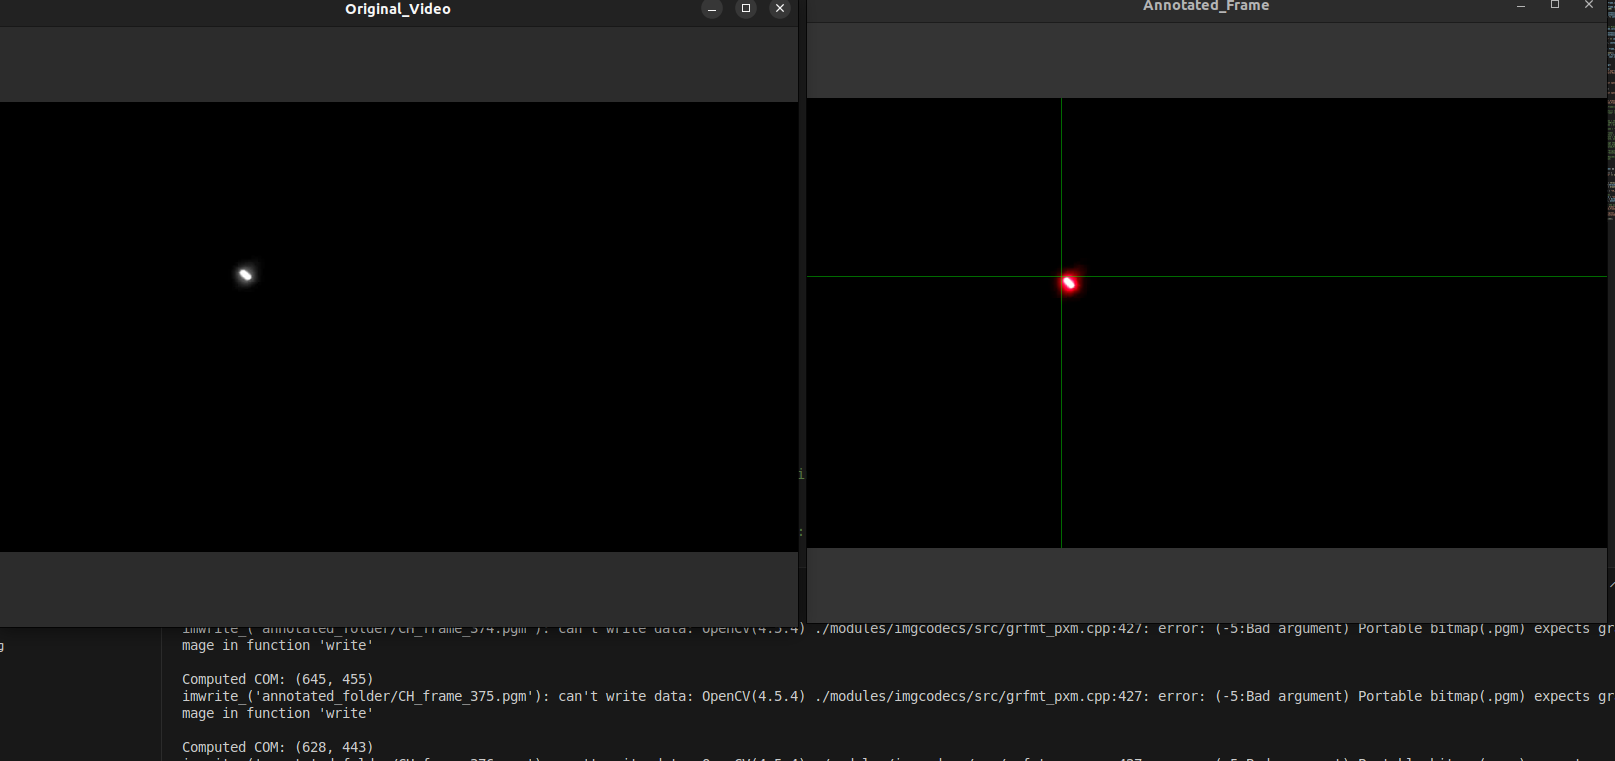 Original_Video
Annotated_Frame
i
:
g
imwrite_('annotated_folder/CH_frame_374.pgm'): can't write data: OpenCV(4.5.4) ./modules/imgcodecs/src/grfmt_pxm.cpp:427: error: (-5:Bad argument) Portable bitmap(.pgm) expects gr
mage in function 'write'
Computed COM: (645, 455)
imwrite_('annotated_folder/CH_frame_375.pgm'): can't write data: OpenCV(4.5.4) ./modules/imgcodecs/src/grfmt_pxm.cpp:427: error: (-5:Bad argument) Portable bitmap(.pgm) expects gr
mage in function 'write'
Computed COM: (628, 443)